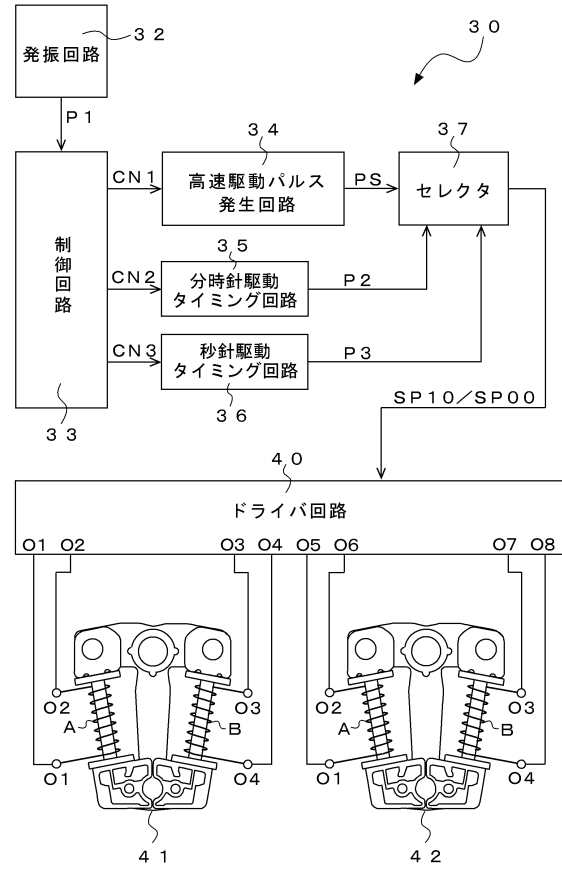 32
発振回路
30
P1
34
37
CN1
高速駆動パルス
発生回路
PS
セレクタ
制御回路
35
CN2
分時針駆動
タイミング回路
P2
CN3
秒針駆動
タイミング回路
P3
36
33
SP10/SP00
40
ドライバ回路
O1 O2 O3 O4 O5 O6 O7 O8
O2 O3 O2 O3
A B A B
O1 O4 O1 O4
41 42